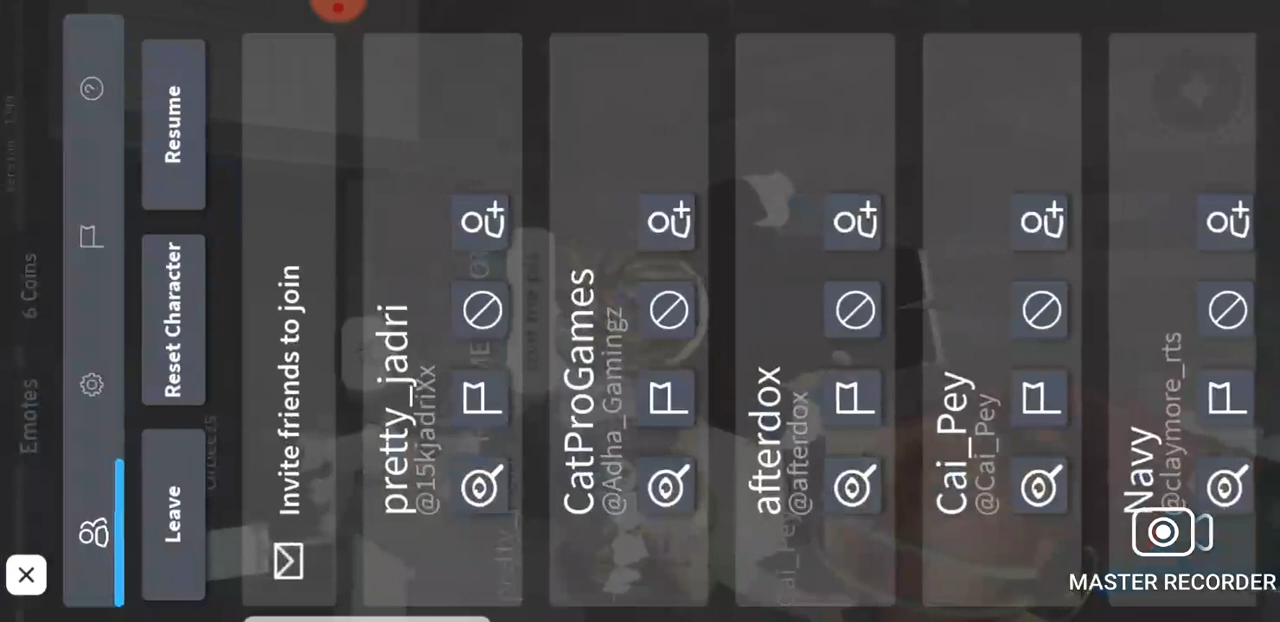 Leave
Reset Character
Resume
Invite friends to join
pretty_jadri
@15kjadriXx
CatProGames
@Adha_Gamingz
afterdox
@afterdox
Cai_Pey
@Cai_Pey
Navy
@claymore_rts
Emotes
6 Coins
Cai_Pey
MASTER RECORDER